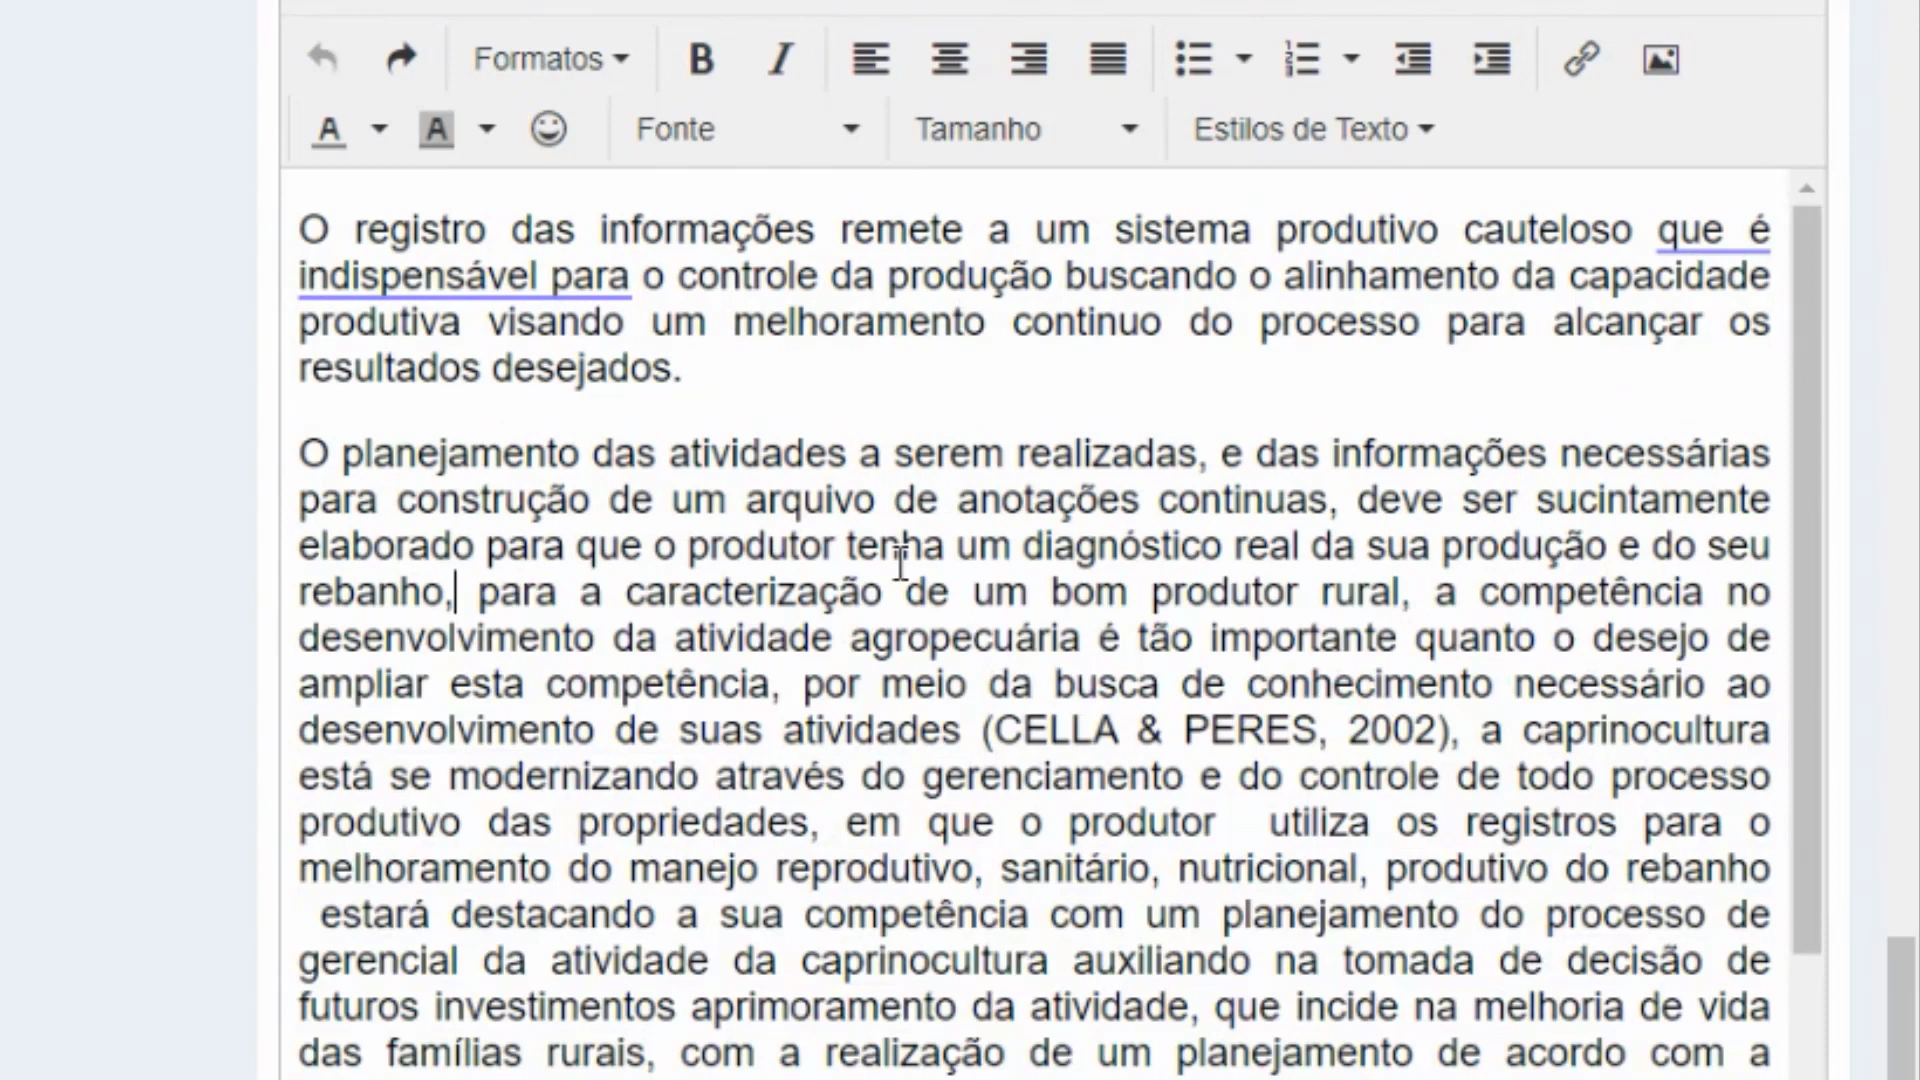 Formatos B I
A A Fonte Tamanho Estilos de Texto
O registro das informações remete a um sistema produtivo cauteloso que é
indispensável para o controle da produção buscando o alinhamento da capacidade
produtiva visando um melhoramento continuo do processo para alcançar os
resultados desejados.
O planejamento das atividades a serem realizadas, e das informações necessárias
para construção de um arquivo de anotações continuas, deve ser sucintamente
elaborado para que o produtor tenha um diagnóstico real da sua produção e do seu
rebanho, para a caracterização de um bom produtor rural, a competência no
desenvolvimento da atividade agropecuária é tão importante quanto o desejo de
ampliar esta competência, por meio da busca de conhecimento necessário ao
desenvolvimento de suas atividades (CELLA & PERES, 2002), a caprinocultura
está se modernizando através do gerenciamento e do controle de todo processo
produtivo das propriedades, em que o produtor utiliza os registros para o
melhoramento do manejo reprodutivo, sanitário, nutricional, produtivo do rebanho
estará destacando a sua competência com um planejamento do processo de
gerencial da atividade da caprinocultura auxiliando na tomada de decisão de
futuros investimentos aprimoramento da atividade, que incide na melhoria de vida
das famílias rurais, com a realização de um planejamento de acordo com a